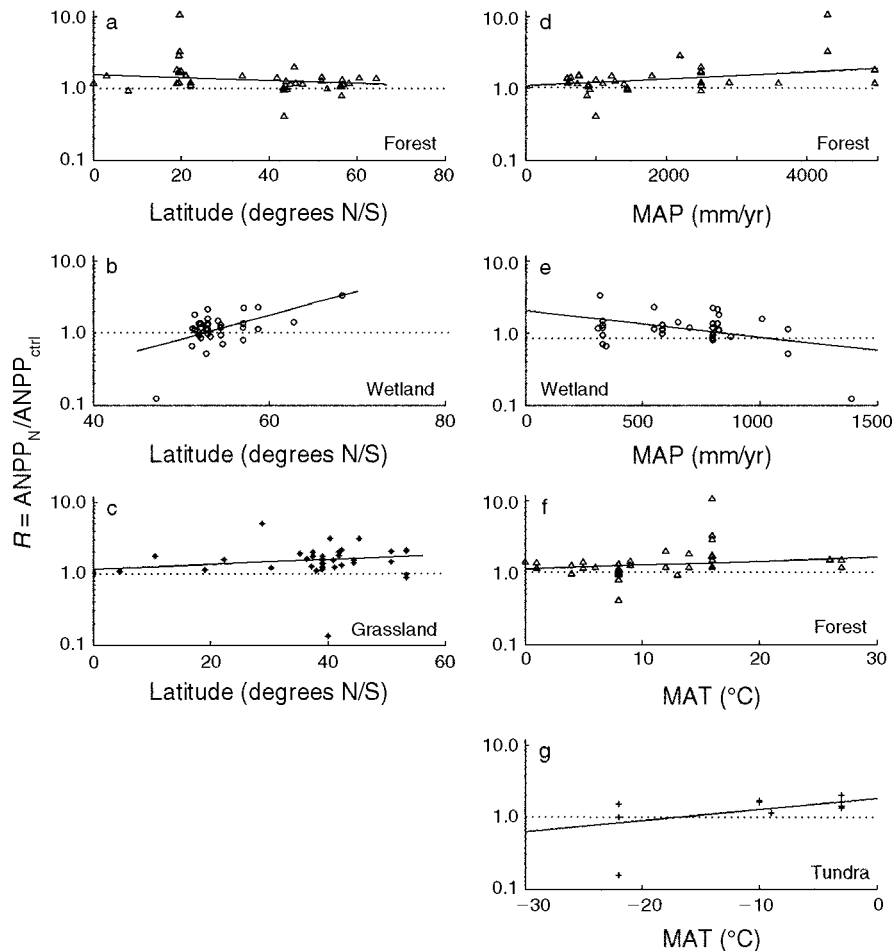 10.0
a
1.0
0.1
Forest
0
20
40
60
80
Latitude (degrees N/S)
d
10.0
1.0
0.1
Forest
2000
4000
MAP (mm/yr)
10.0
b
1.0
0.1
Wetland
40
60
80
Latitude (degrees N/S)
10.0
e
1.0
0.1
Wetland
500
1000
1500
MAP (mm/yr)
R = ANPP_N/ANPP_ctrl
10.0
c
1.0
0.1
Grassland
0
20
40
60
Latitude (degrees N/S)
10.0
f
1.0
0.1
Forest
0
10
20
30
MAT (°C)
10.0
g
1.0
0.1
Tundra
−30
−20
−10
0
MAT (°C)